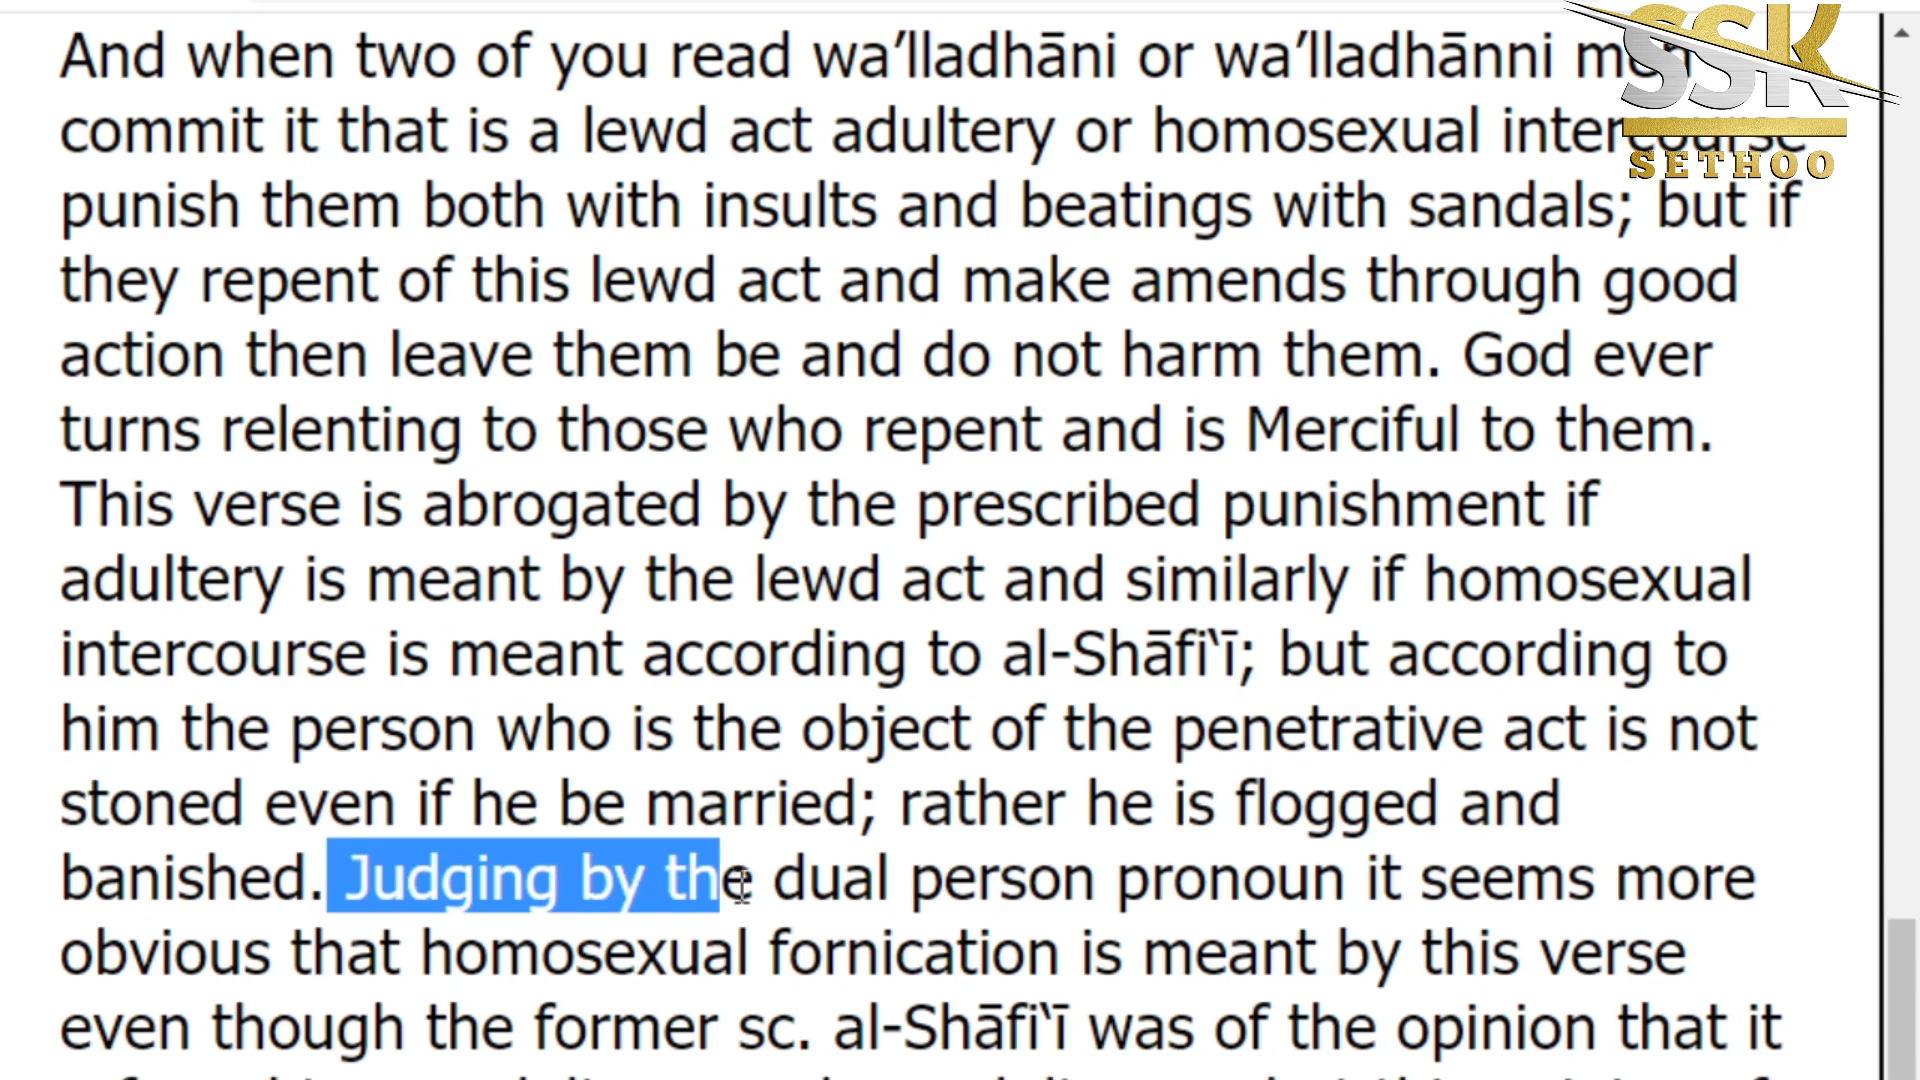 And when two of you read wa’lladhāni or wa’lladhānni men
commit it that is a lewd act adultery or homosexual intercourse
punish them both with insults and beatings with sandals; but if
they repent of this lewd act and make amends through good
action then leave them be and do not harm them. God ever
turns relenting to those who repent and is Merciful to them.
This verse is abrogated by the prescribed punishment if
adultery is meant by the lewd act and similarly if homosexual
intercourse is meant according to al-Shāfi‛ī; but according to
him the person who is the object of the penetrative act is not
stoned even if he be married; rather he is flogged and
banished. Judging by the dual person pronoun it seems more
obvious that homosexual fornication is meant by this verse
even though the former sc. al-Shāfi‛ī was of the opinion that it
SSK
SETHOO